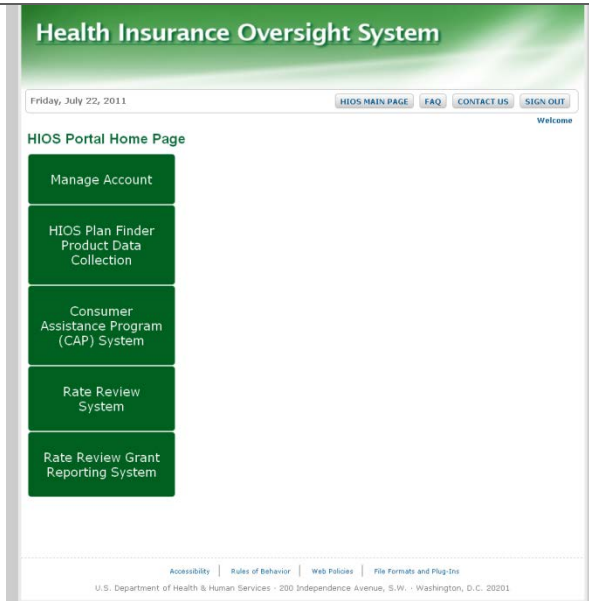 Health Insurance Oversight System
Friday, July 22, 2011
HIOS MAIN PAGE FAQ CONTACT US SIGN OUT
Welcome
HIOS Portal Home Page
Manage Account
HIOS Plan Finder
Product Data
Collection
Consumer
Assistance Program
(CAP) System
Rate Review
System
Rate Review Grant
Reporting System
Accessibility | Rules of Behavior | Web Policies | File Formats and Plug-Ins
U.S. Department of Health & Human Services - 200 Independence Avenue, S.W. - Washington, D.C. 20201